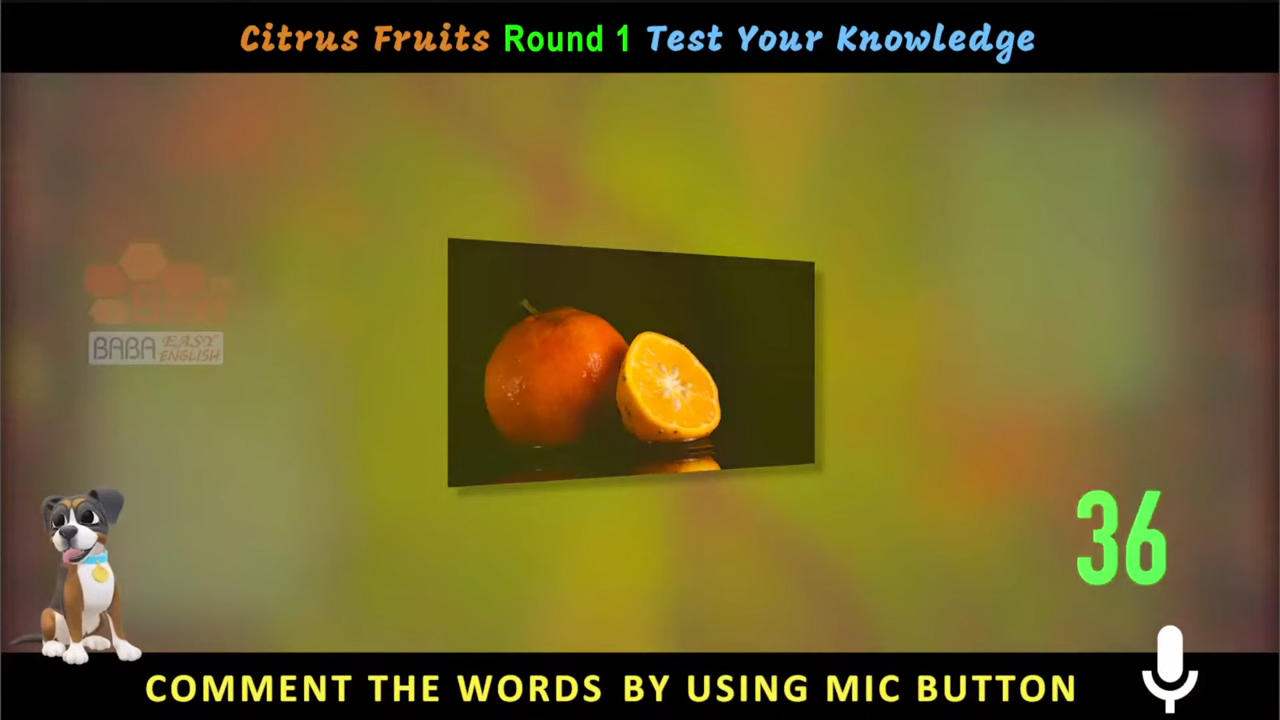 Citrus Fruits Round 1 Test Your Knowledge
BABA EASY ENGLISH
36
COMMENT THE WORDS BY USING MIC BUTTON